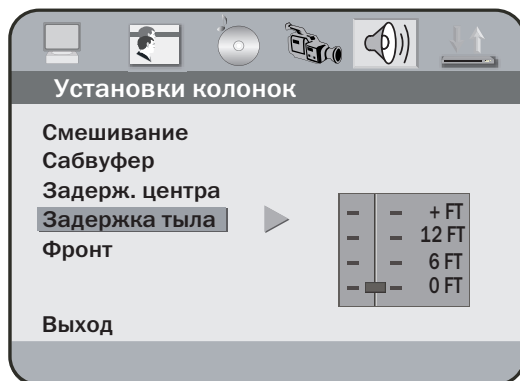 Установки колонок
Смешивание
Сабвуфер
Задерж. центра
Задержка тыла
Фронт
Выход
+ FT
12 FT
6 FT
0 FT